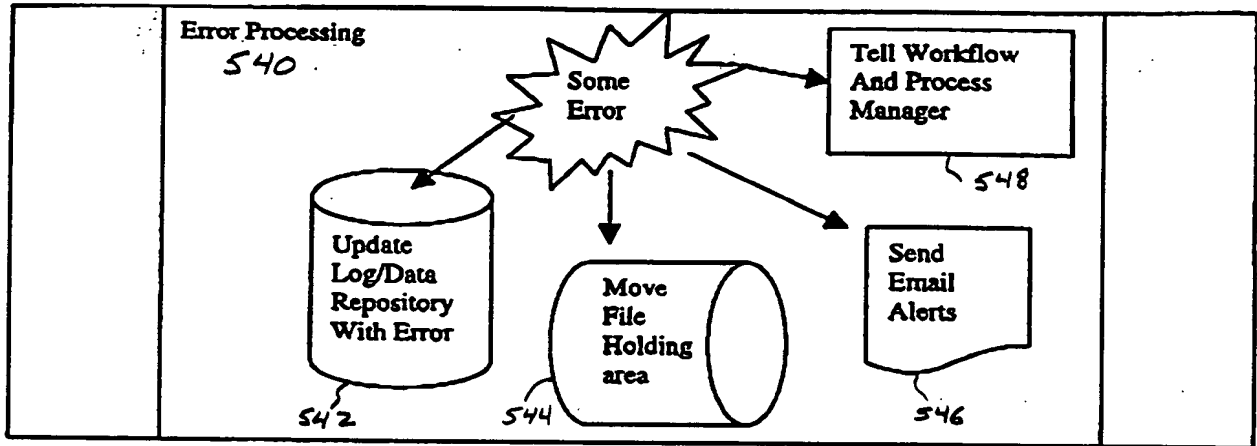 Error Processing
540
Some
Error
Tell Workflow
And Process
Manager
548
Update
Log/Data
Repository
With Error
542
Move
File
Holding
area
544
Send
Email
Alerts
546